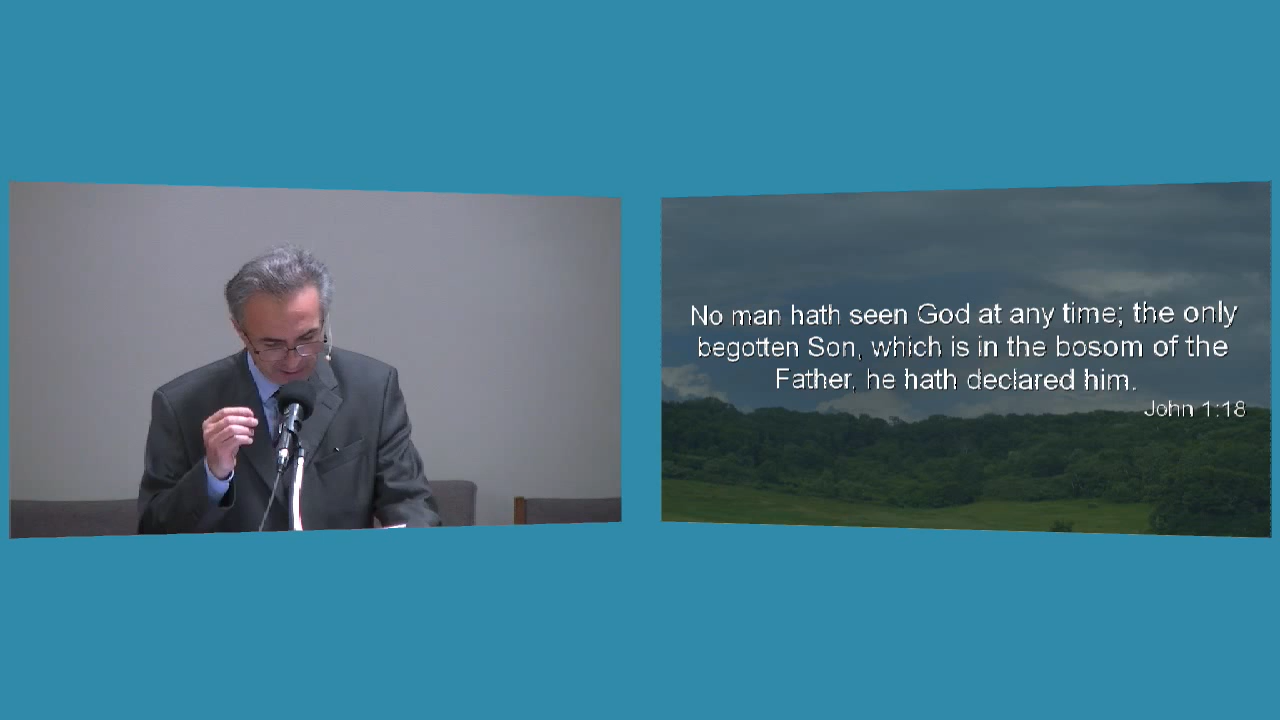 No man hath seen God at any time; the only
begotten Son, which is in the bosom of the
Father, he hath declared him.
John 1:18